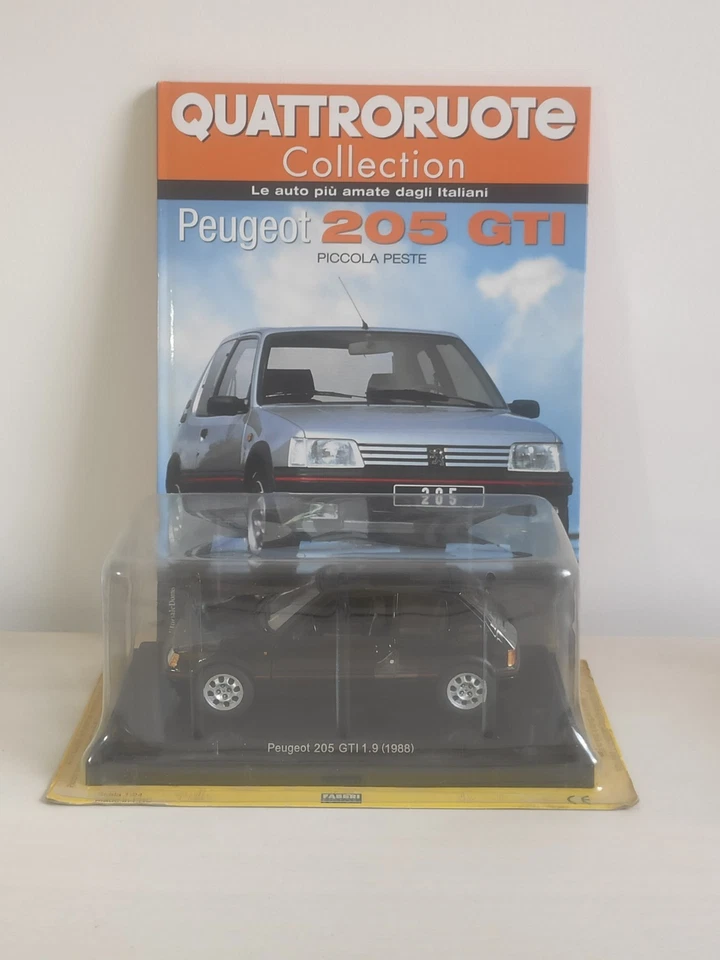 QUATTRORUOTE
Collection
Le auto più amate dagli Italiani
Peugeot 205 GTI
PICCOLA PESTE
205
Peugeot 205 GTI 1.9 (1988)
FABBRI
CE